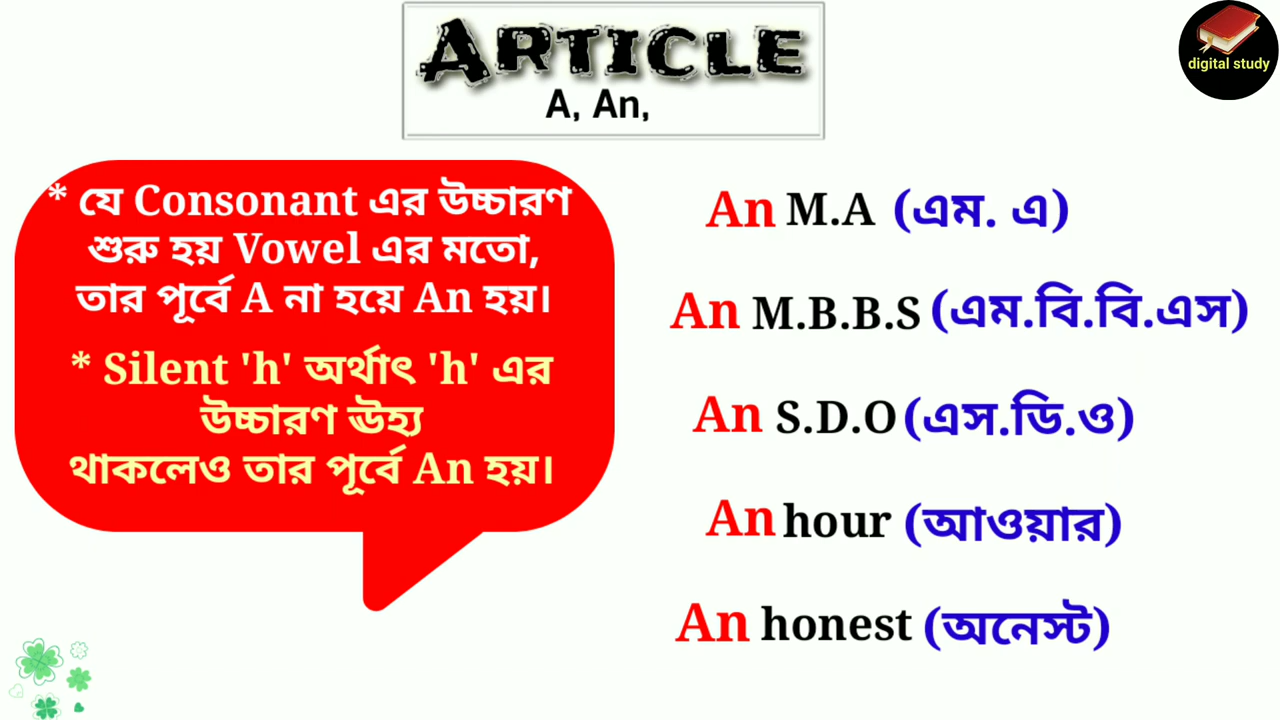 ARTICLE
A, An,
digital study
* যে Consonant এর উচ্চারণ
শুরু হয় Vowel এর মতো,
তার পূর্বে A না হয়ে An হয়।
* Silent 'h' অর্থাৎ 'h' এর
উচ্চারণ ঊহ্য
থাকলেও তার পূর্বে An হয়।
An M.A (এম. এ)
An M.B.B.S (এম.বি.বি.এস)
An S.D.O (এস.ডি.ও)
An hour (আওয়ার)
An honest (অনেস্ট)